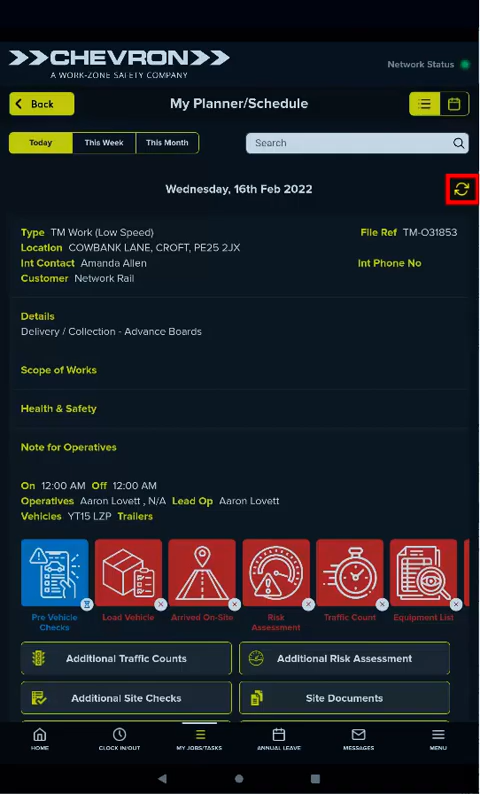 CHEVRON
A WORK-ZONE SAFETY COMPANY
Network Status
Back
My Planner/Schedule
Today This Week This Month Search
Wednesday, 16th Feb 2022
Type TM Work (Low Speed) File Ref TM-O31853
Location COWBANK LANE, CROFT, PE25 2JX
Int Contact Amanda Allen Int Phone No
Customer Network Rail
Details
Delivery / Collection - Advance Boards
Scope of Works
Health & Safety
Note for Operatives
On 12:00 AM Off 12:00 AM
Operatives Aaron Lovett , N/A Lead Op Aaron Lovett
Vehicles YT15 LZP Trailers
Pre Vehicle Checks
Load Vehicle
Arrived On-Site
Risk Assessment
Traffic Count
Equipment List
Additional Traffic Counts Additional Risk Assessment
Additional Site Checks Site Documents
HOME CLOCK IN/OUT MY JOBS/TASKS ANNUAL LEAVE MESSAGES MENU